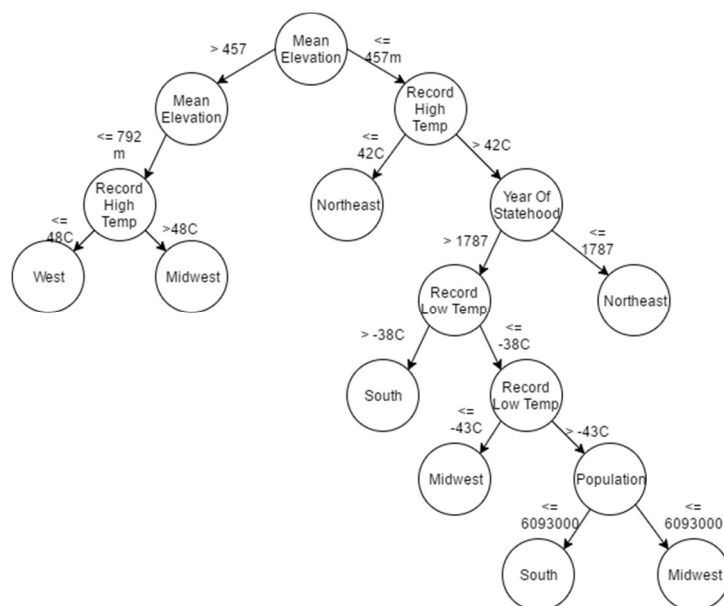 > 457
Mean
Elevation
<=
457m
Mean
Elevation
Record
High
Temp
<= 792
m
<=
42C
> 42C
Record
High
Temp
Northeast
Year Of
Statehood
<=
48C
>48C
> 1787
<=
1787
West
Midwest
Record
Low Temp
Northeast
> -38C
<=
-38C
South
Record
Low Temp
<=
-43C
> -43C
Midwest
Population
<=
6093000
<=
6093000
South
Midwest